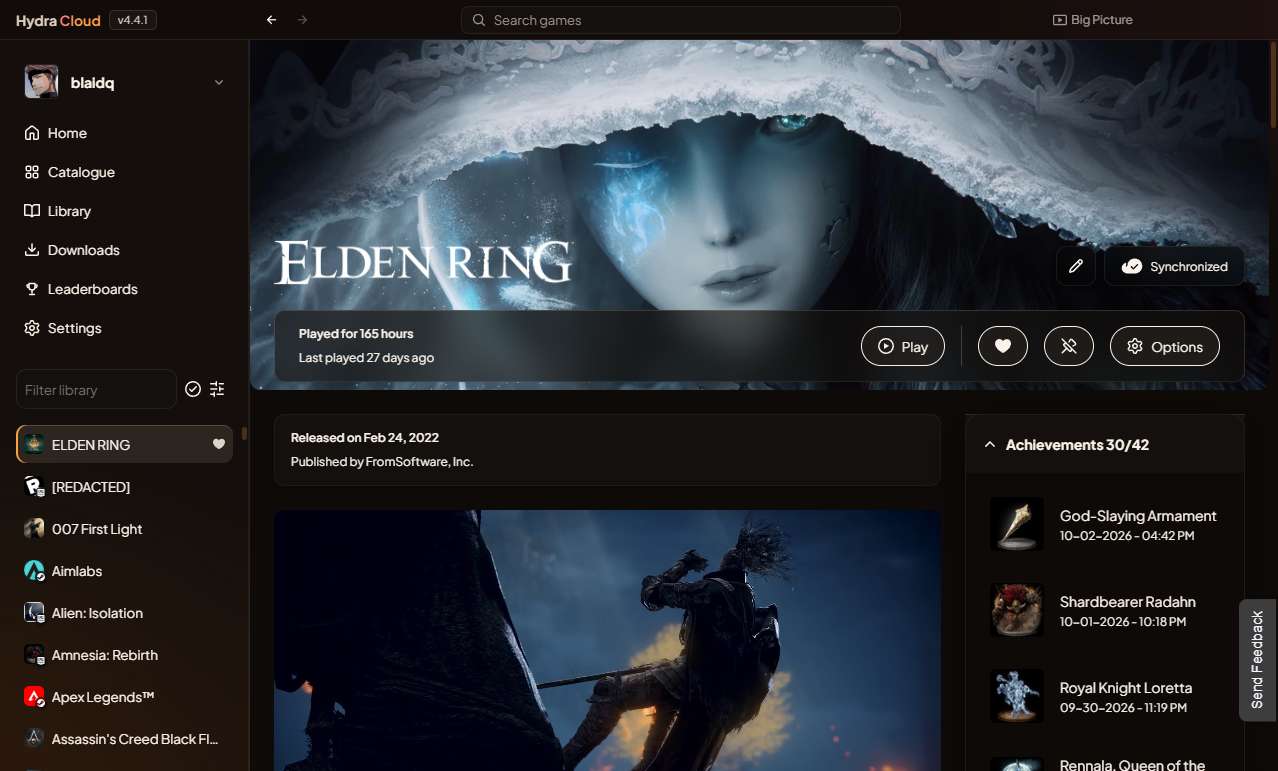 Hydra Cloud v4.4.1
Search games
Big Picture
blaidq
Home
Catalogue
Library
Downloads
Leaderboards
Settings
Filter library
ELDEN RING
[REDACTED]
007 First Light
Aimlabs
Alien: Isolation
Amnesia: Rebirth
Apex Legends™
Assassin's Creed Black Fl...
ELDEN RING
Synchronized
Played for 165 hours
Last played 27 days ago
Play
Options
Released on Feb 24, 2022
Published by FromSoftware, Inc.
Achievements 30/42
God-Slaying Armament
10-02-2026 - 04:42 PM
Shardbearer Radahn
10-01-2026 - 10:18 PM
Royal Knight Loretta
09-30-2026 - 11:19 PM
Rennala, Queen of the
Send Feedback